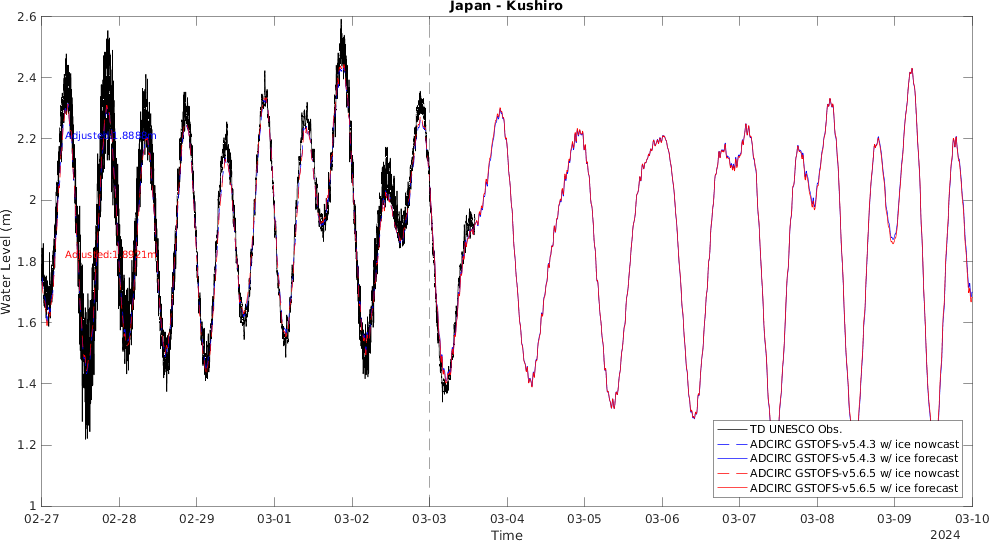 Japan - Kushiro
2.6
2.4
2.2
2
1.8
1.6
1.4
1.2
1
Water Level (m)
Adjusted:1.8921m
TD UNESCO Obs.
ADCIRC GSTOFS-v5.4.3 w/ ice nowcast
ADCIRC GSTOFS-v5.4.3 w/ ice forecast
ADCIRC GSTOFS-v5.6.5 w/ ice nowcast
ADCIRC GSTOFS-v5.6.5 w/ ice forecast
02-27
02-28
02-29
03-01
03-02
03-03
03-04
03-05
03-06
03-07
03-08
03-09
03-10
Time
2024